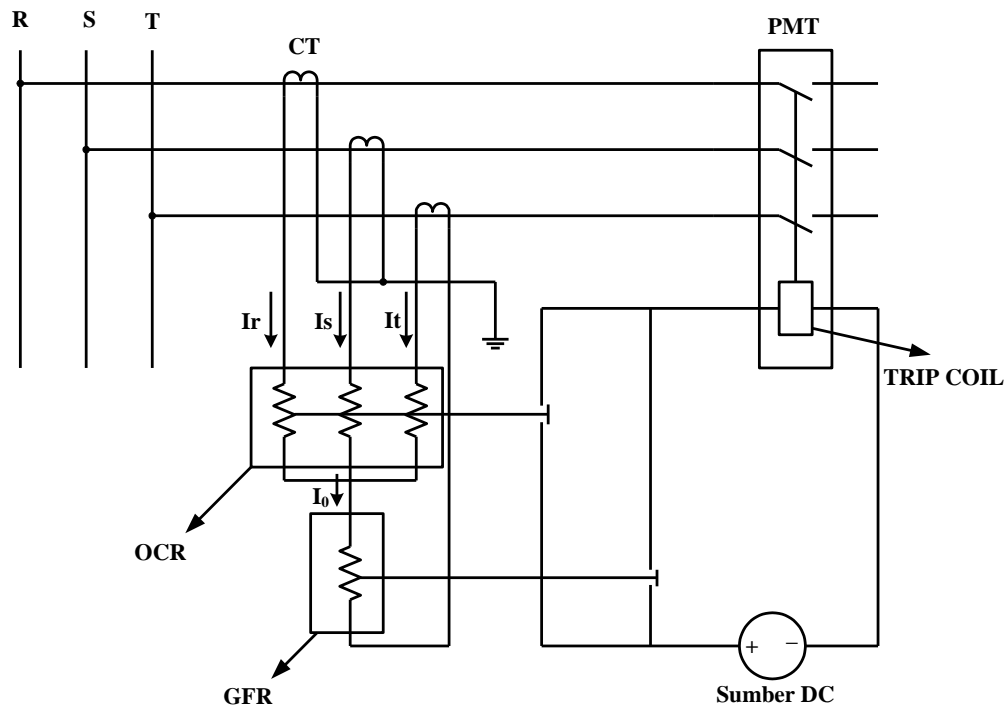 R
S
T
CT
PMT
Ir
Is
It
TRIP COIL
I₀
OCR
GFR
+
−
Sumber DC